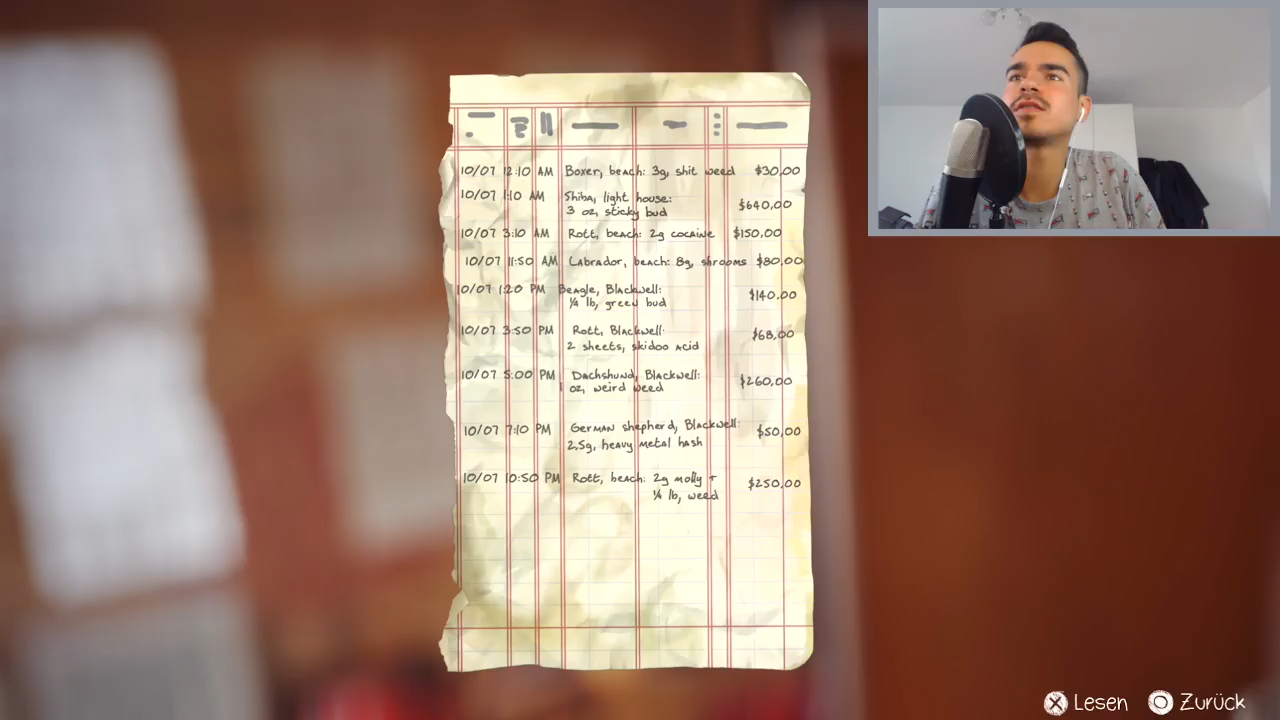 10/07 12:10 AM Boxer, beach: 3g, shit weed $30,00
10/07 1:10 AM Shiba, light house: $640,00
3 oz, sticky bud
10/07 3:10 AM Rott, beach: 2g cocaine $150,00
10/07 11:50 AM Labrador, beach: 8g, shrooms $80,00
10/07 1:20 PM Beagle, Blackwell: $140,00
1/4 lb, green bud
10/07 3:50 PM Rott, Blackwell: $68,00
2 sheets, skidoo acid
10/07 5:00 PM Dachshund, Blackwell: $260,00
1 oz, weird weed
10/07 7:10 PM German shepherd, Blackwell: $50,00
2,5g, heavy metal hash
10/07 10:50 PM Rott, beach: 2g molly + $250,00
1/4 lb, weed
Lesen Zurück